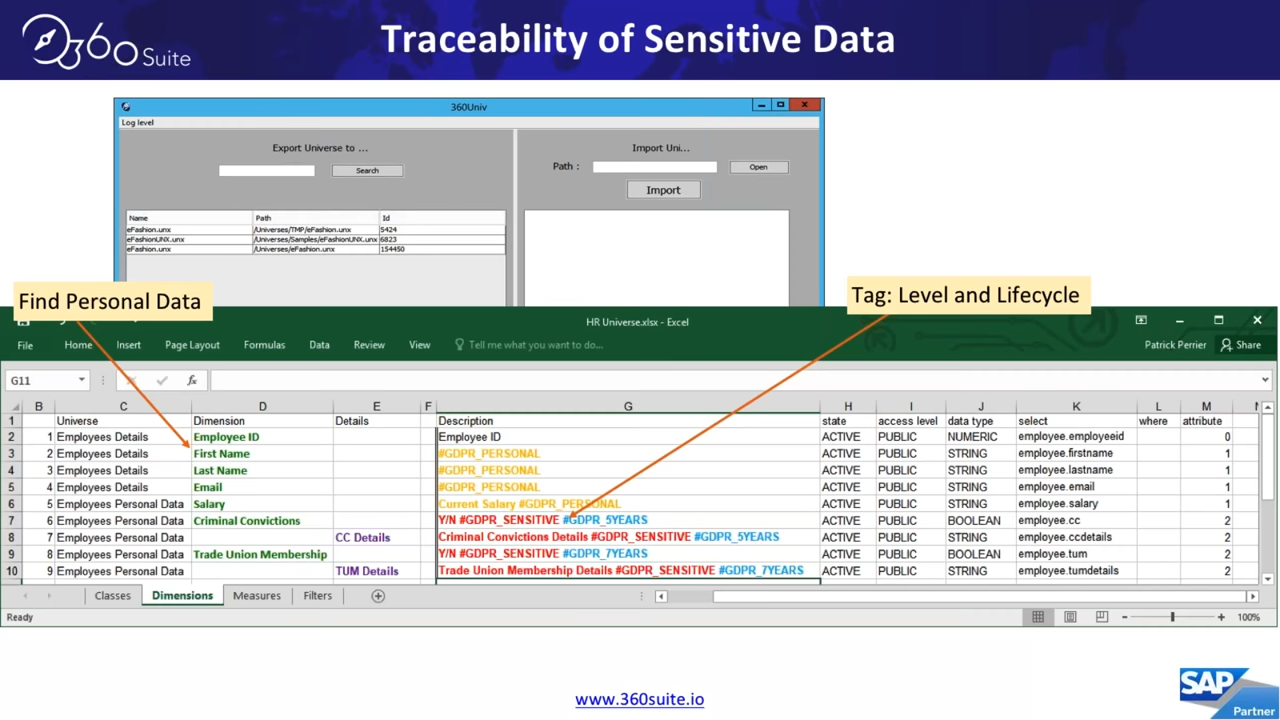 360Suite
Traceability of Sensitive Data
360Univ
Log level
Export Universe to ...
Import Uni...
Search
Path :
Open
Import
Name Path Id
eFashion.unx /Universes/TMP/eFashion.unx 5424
eFashionUNX.unx /Universes/Samples/eFashionUNX.unx 6823
eFashion.unx /Universes/eFashion.unx 154450
Find Personal Data
Tag: Level and Lifecycle
HR Universe.xlsx - Excel
File Home Insert Page Layout Formulas Data Review View Tell me what you want to do... Patrick Perrier Share
G11 fx
B C D E F G H I J K L M
1 Universe Dimension Details Description state access level data type select where attribute
2 1 Employees Details Employee ID Employee ID ACTIVE PUBLIC NUMERIC employee.employeeid 0
3 2 Employees Details First Name #GDPR_PERSONAL ACTIVE PUBLIC STRING employee.firstname 1
4 3 Employees Details Last Name #GDPR_PERSONAL ACTIVE PUBLIC STRING employee.lastname 1
5 4 Employees Details Email #GDPR_PERSONAL ACTIVE PUBLIC STRING employee.email 1
6 5 Employees Personal Data Salary Current Salary #GDPR_PERSONAL ACTIVE PUBLIC STRING employee.salary 1
7 6 Employees Personal Data Criminal Convictions Y/N #GDPR_SENSITIVE #GDPR_5YEARS ACTIVE PUBLIC BOOLEAN employee.cc 2
8 7 Employees Personal Data CC Details Criminal Convictions Details #GDPR_SENSITIVE #GDPR_5YEARS ACTIVE PUBLIC STRING employee.ccdetails 2
9 8 Employees Personal Data Trade Union Membership Y/N #GDPR_SENSITIVE #GDPR_7YEARS ACTIVE PUBLIC BOOLEAN employee.tum 2
10 9 Employees Personal Data TUM Details Trade Union Membership Details #GDPR_SENSITIVE #GDPR_7YEARS ACTIVE PUBLIC STRING employee.tumdetails 2
Classes Dimensions Measures Filters
Ready 100%
www.360suite.io
SAP
Partner